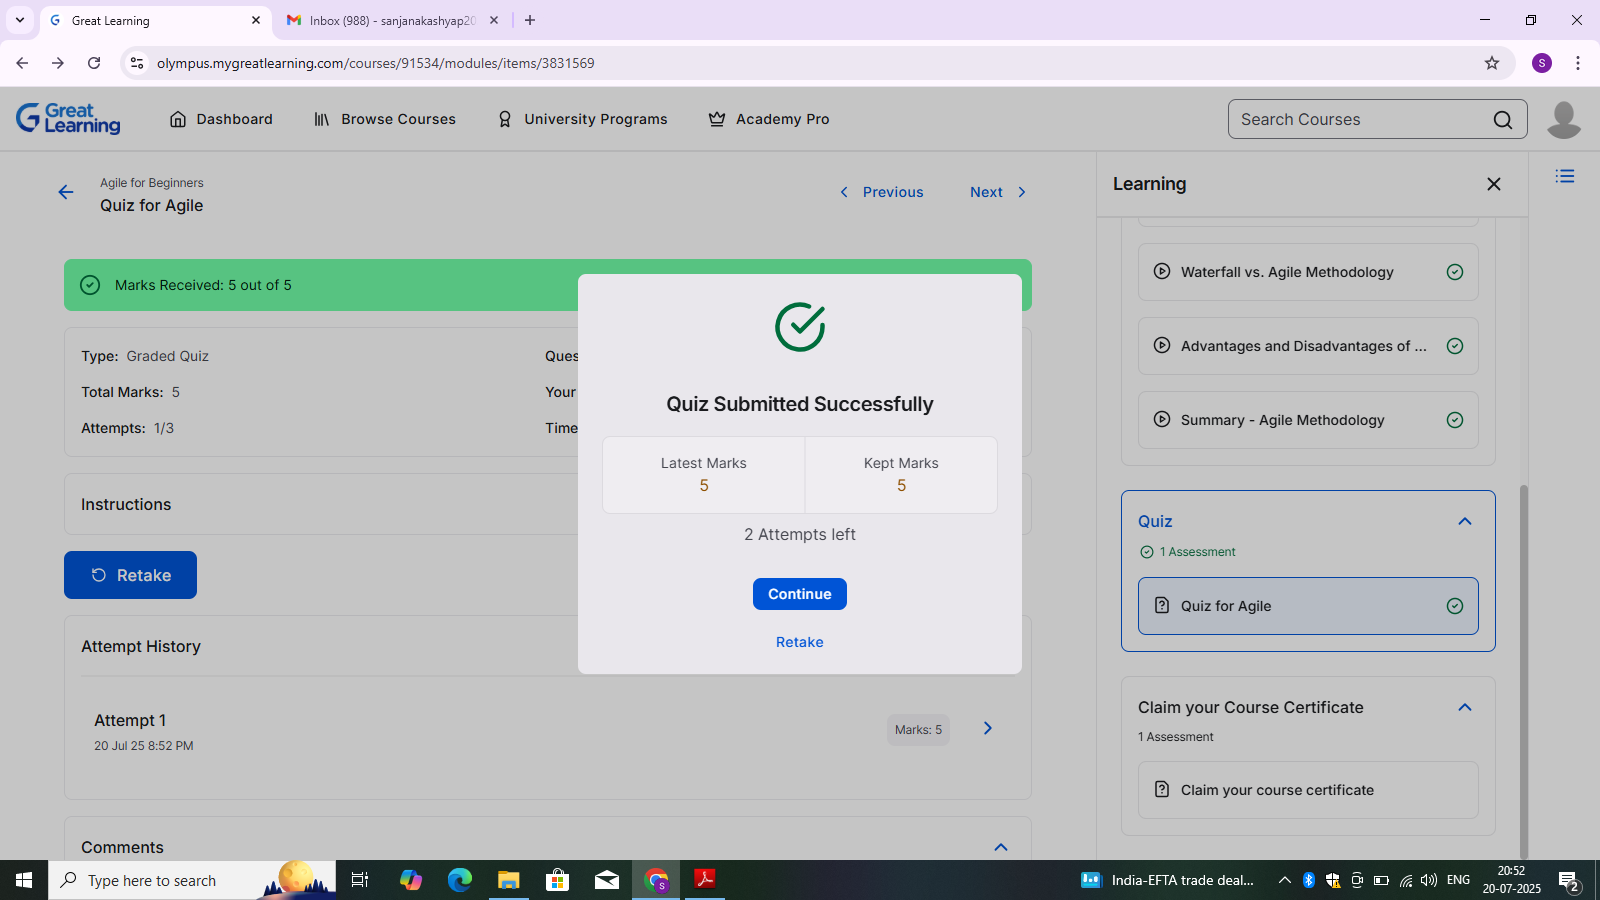 Great Learning
Inbox (988) - sanjanakashyap20
olympus.mygreatlearning.com/courses/91534/modules/items/3831569
S
Great Learning
Dashboard
Browse Courses
University Programs
Academy Pro
Search Courses
Agile for Beginners
Quiz for Agile
Previous
Next
Marks Received: 5 out of 5
Type: Graded Quiz
Ques
Total Marks: 5
Your
Attempts: 1/3
Time
Instructions
Retake
Attempt History
Attempt 1
20 Jul 25 8:52 PM
Marks: 5
Comments
Quiz Submitted Successfully
Latest Marks
5
Kept Marks
5
2 Attempts left
Continue
Retake
Learning
Waterfall vs. Agile Methodology
Advantages and Disadvantages of ...
Summary - Agile Methodology
Quiz
1 Assessment
Quiz for Agile
Claim your Course Certificate
1 Assessment
Claim your course certificate
Type here to search
S
India-EFTA trade deal...
ENG
20:52
20-07-2025
2